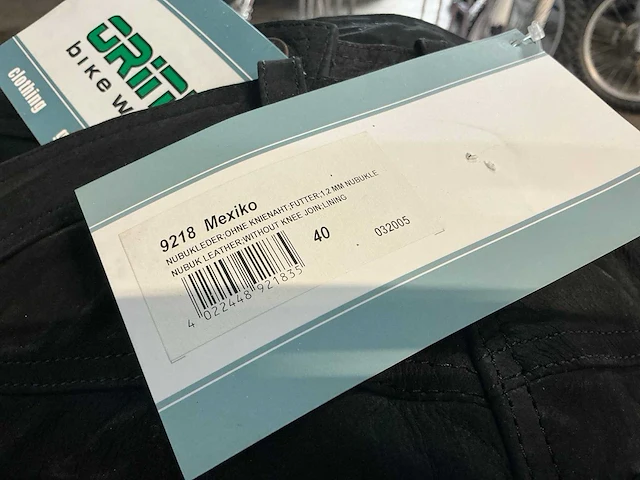 bike
clothing
9218 Mexiko
NUBUKLEDER;OHNE KNIENAHT;FUTTER;1,2 MM NUBUKLE
NUBUK LEATHER;WITHOUT KNEE JOIN;LINING
40
032005
4 022448 921835